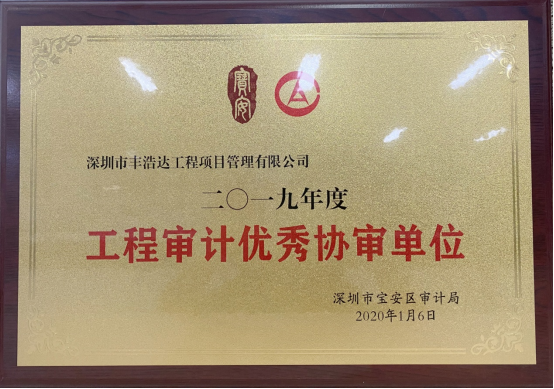 寶安
深圳市丰浩达工程项目管理有限公司
二〇一九年度
工程审计优秀协审单位
深圳市宝安区审计局
2020年1月6日